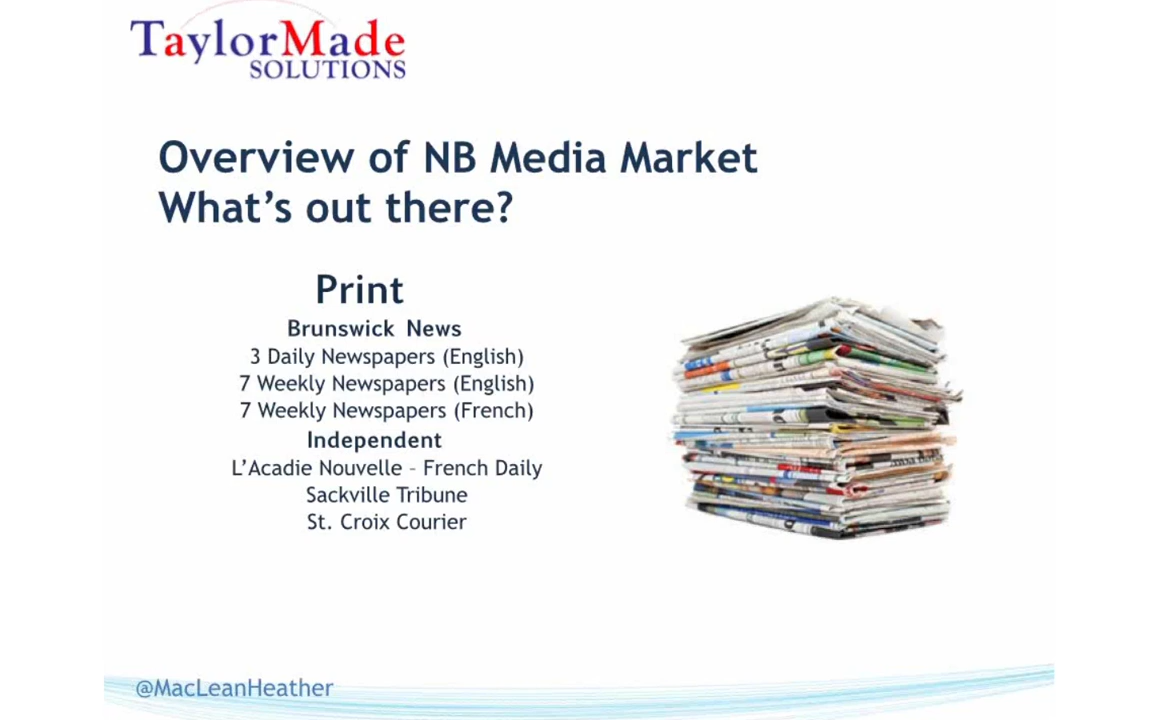 TaylorMade
SOLUTIONS
Overview of NB Media Market
What's out there?
Print
Brunswick News
3 Daily Newspapers (English)
7 Weekly Newspapers (English)
7 Weekly Newspapers (French)
Independent
L'Acadie Nouvelle – French Daily
Sackville Tribune
St. Croix Courier
@MacLeanHeather